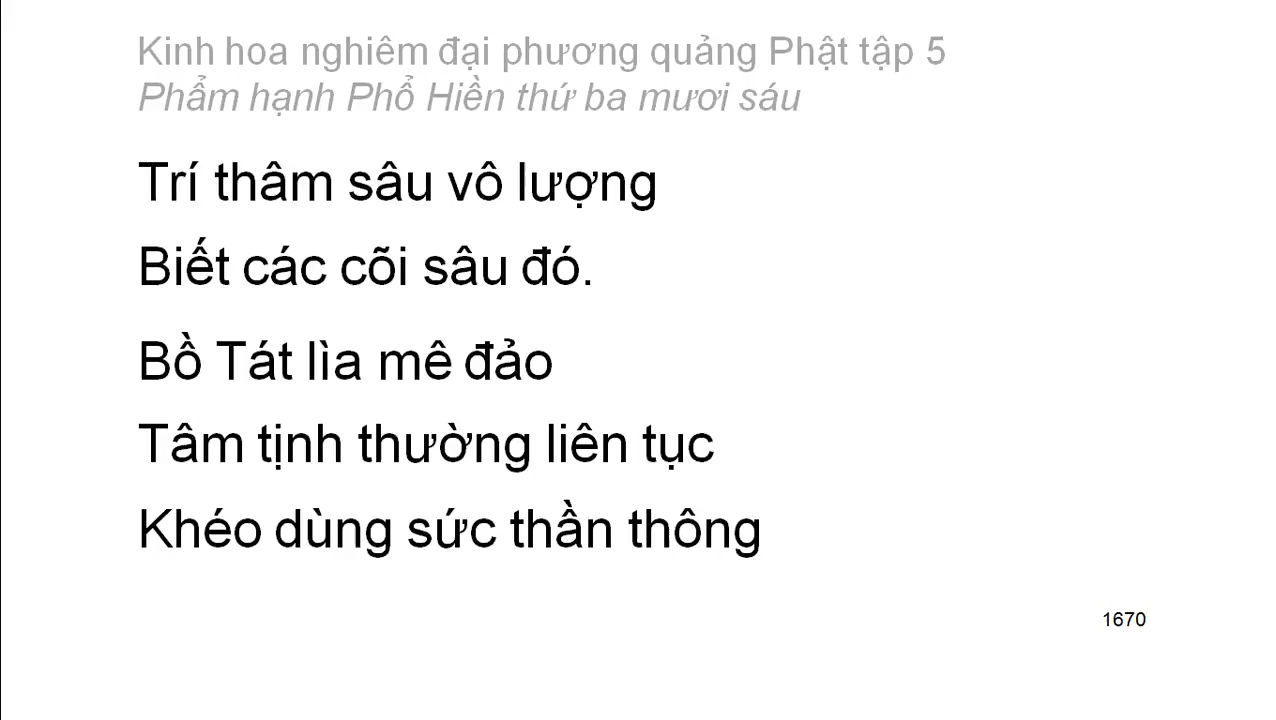 Kinh hoa nghiêm đại phương quảng Phật tập 5
Phẩm hạnh Phổ Hiền thứ ba mươi sáu
Trí thâm sâu vô lượng
Biết các cõi sâu đó.
Bồ Tát lìa mê đảo
Tâm tịnh thường liên tục
Khéo dùng sức thần thông
1670